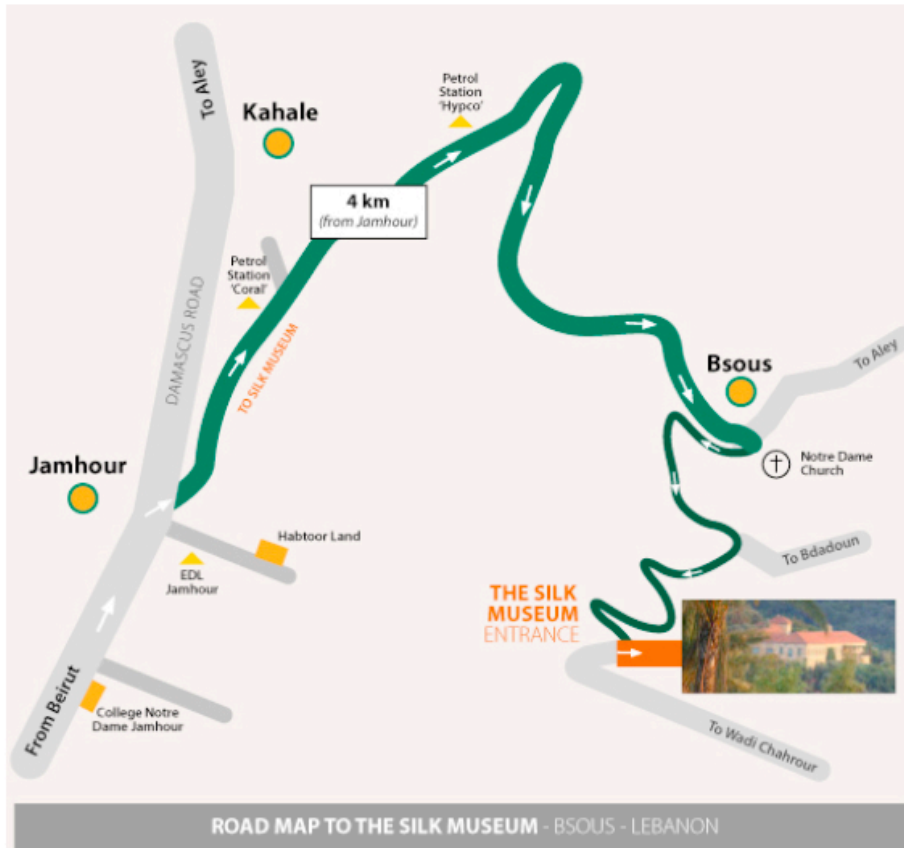 To Aley
Kahale
Petrol
Station
'Hypco'
4 km
(from Jamhour)
Petrol
Station
'Coral'
DAMASCUS ROAD
TO SILK MUSEUM
Bsous
To Aley
Jamhour
Notre Dame
Church
Habtoor Land
EDL
Jamhour
To Bdadoun
THE SILK
MUSEUM
ENTRANCE
From Beirut
College Notre
Dame Jamhour
To Wadi Chahrour
ROAD MAP TO THE SILK MUSEUM - BSOUS - LEBANON